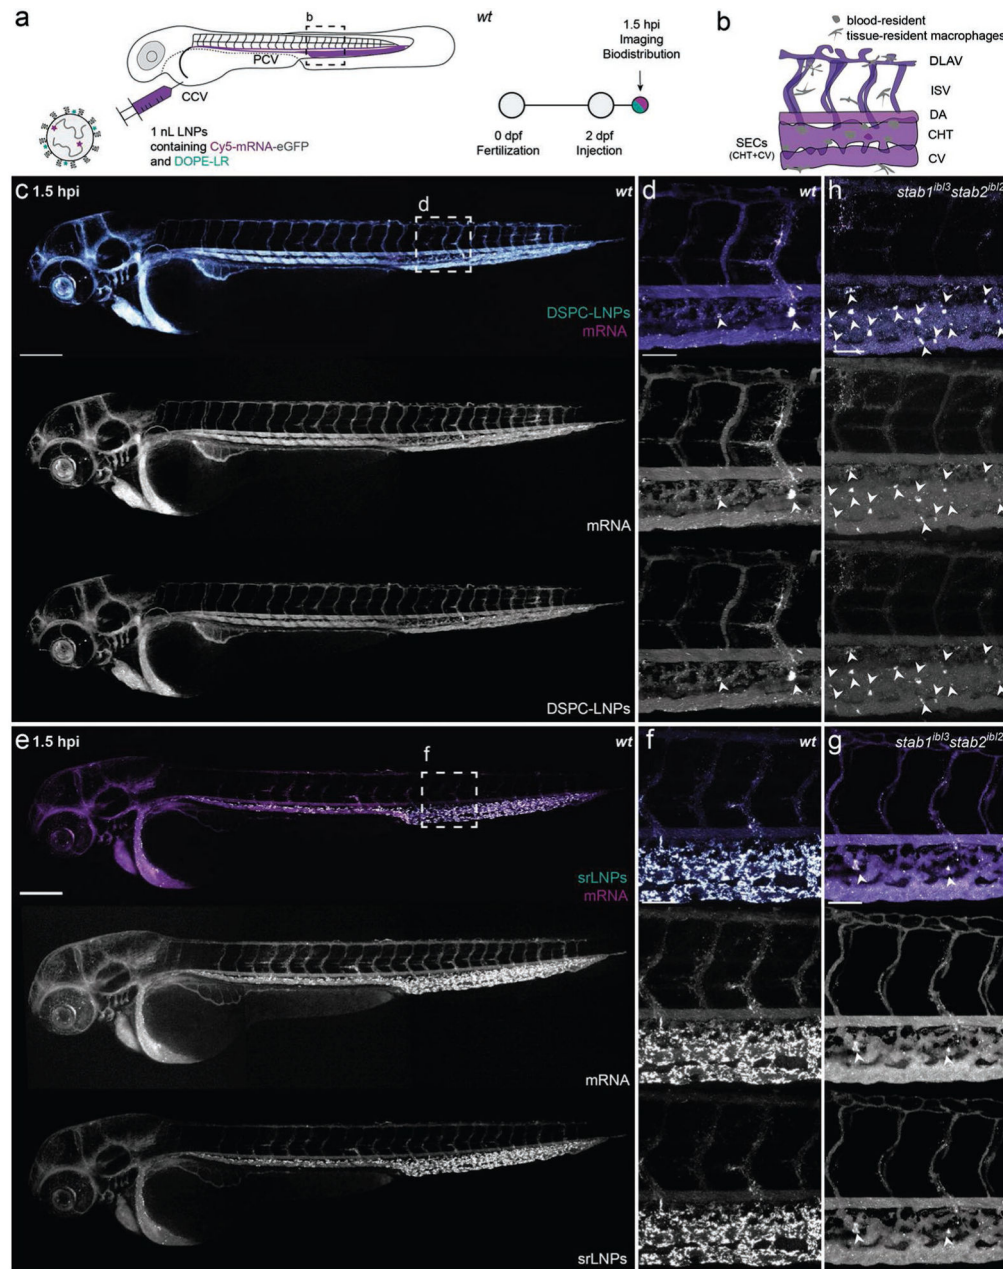 a
b
wt
PCV
CCV
1 nL LNPs
containing Cy5-mRNA-eGFP
and DOPE-LR
1.5 hpi
Imaging
Biodistribution
0 dpf
Fertilization
2 dpf
Injection
b
blood-resident
tissue-resident macrophages
DLAV
ISV
DA
CHT
CV
SECs
(CHT+CV)
c 1.5 hpi
wt
d
DSPC-LNPs
mRNA
mRNA
DSPC-LNPs
d
wt
h
stab1ibl3stab2ibl2
e 1.5 hpi
wt
f
srLNPs
mRNA
mRNA
srLNPs
f
wt
g
stab1ibl3stab2ibl2